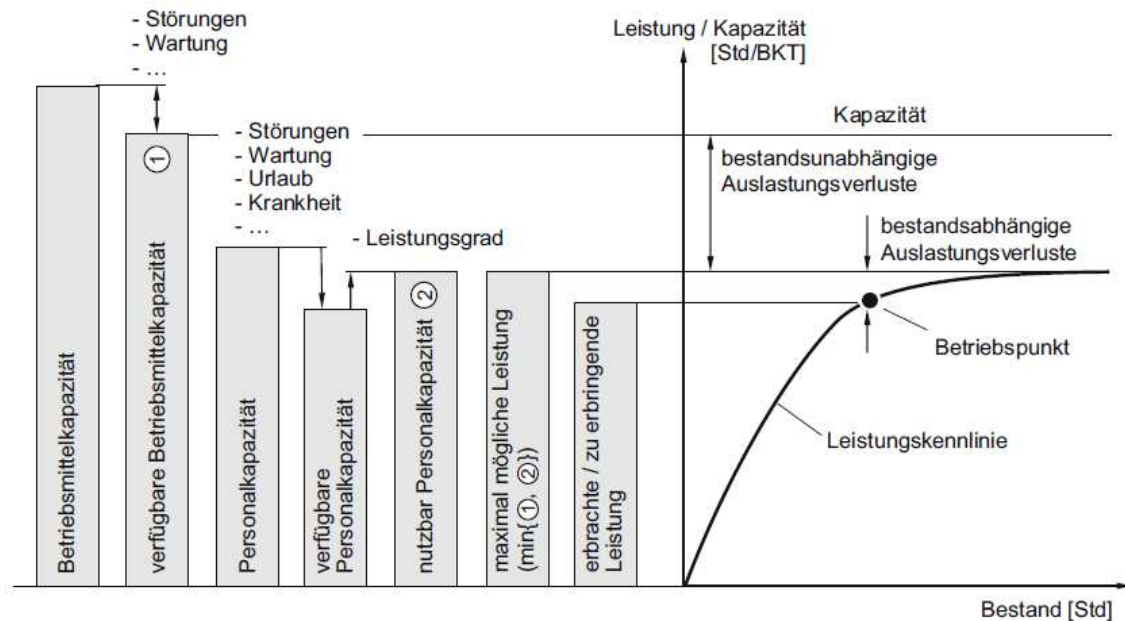 - Störungen
- Wartung
- ...
- Störungen
- Wartung
- Urlaub
- Krankheit
- ...
- Leistungsgrad
Betriebsmittelkapazität
verfügbare Betriebsmittelkapazität ①
Personalkapazität
verfügbare
Personalkapazität
nutzbar Personalkapazität ②
maximal mögliche Leistung
(min{①, ②})
erbrachte / zu erbringende
Leistung
Leistung / Kapazität
[Std/BKT]
Kapazität
bestandsunabhängige
Auslastungsverluste
bestandsabhängige
Auslastungsverluste
Betriebspunkt
Leistungskennlinie
Bestand [Std]